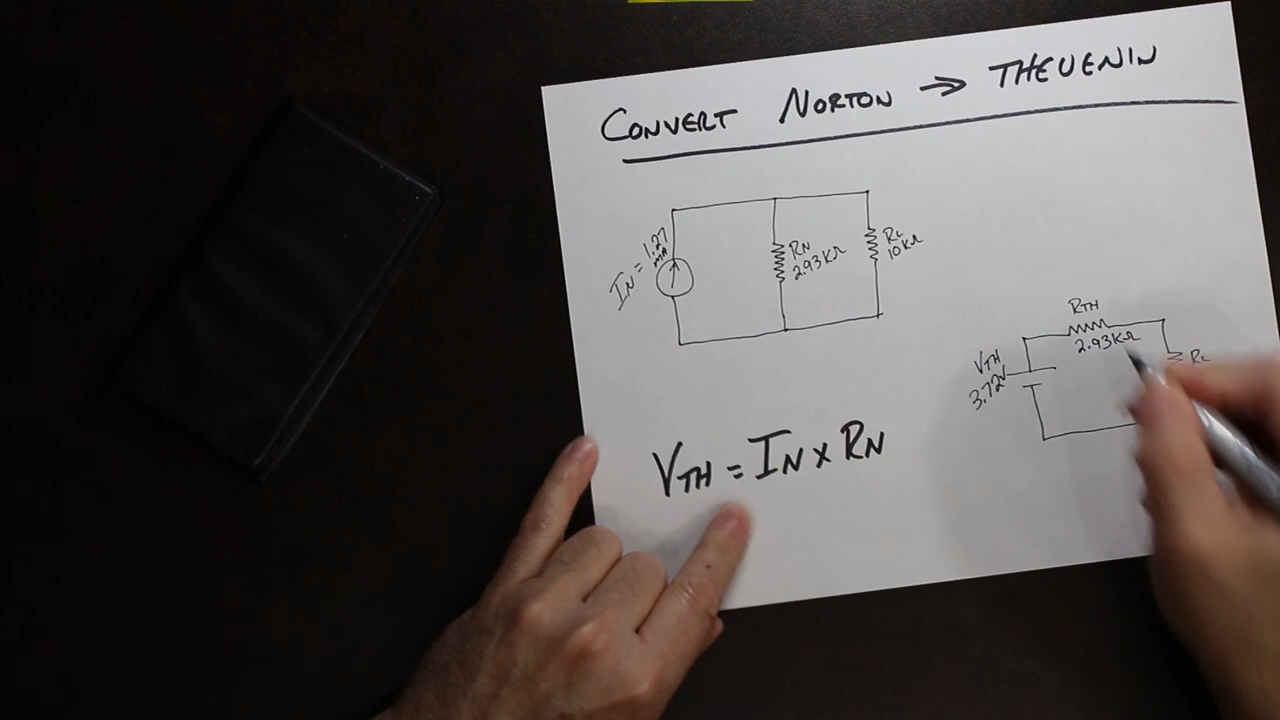 CONVERT NORTON → THEVENIN
IN = 1.27 mA
RN
2.93KΩ
RL
10KΩ
RTH
2.93KΩ
VTH
3.72V
RL
VTH = IN x RN